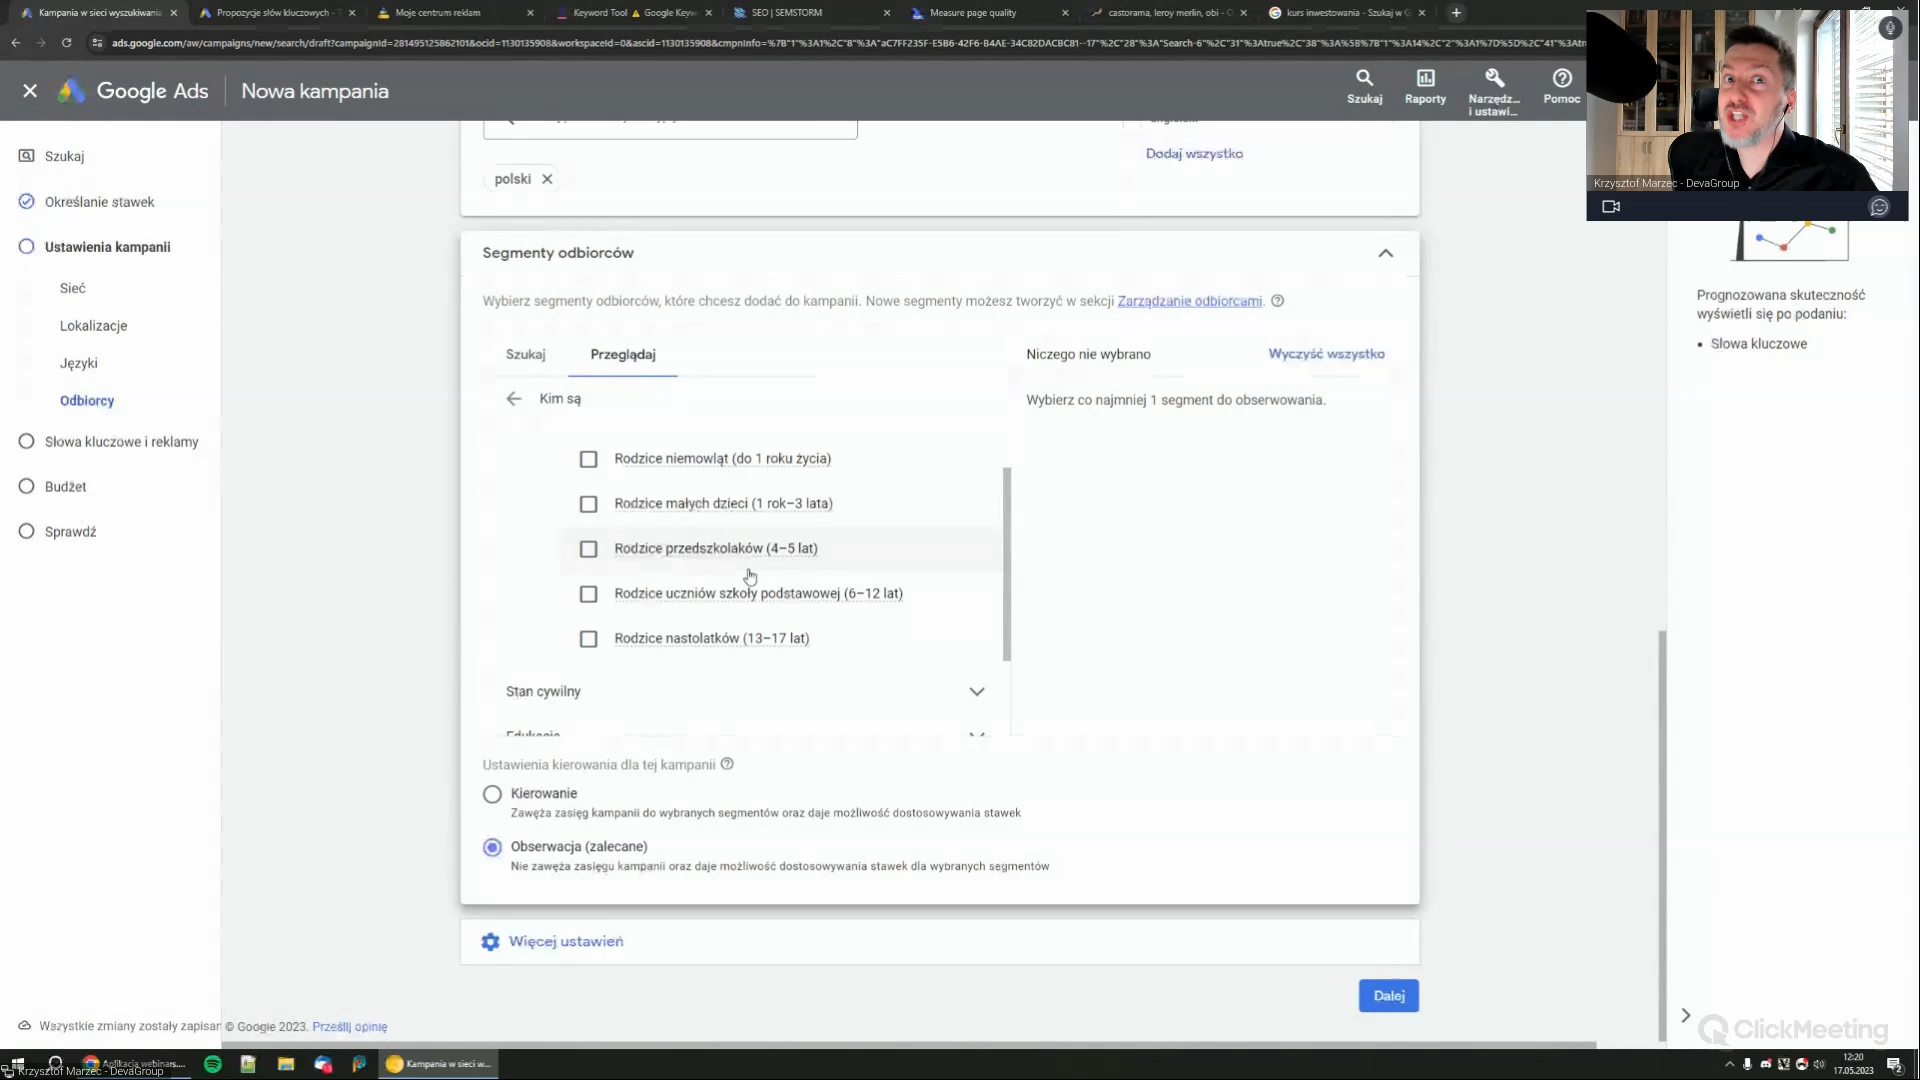 Kampania w sieci wyszukiwania
Propozycje słów kluczowych - T
Moje centrum reklam
Keyword Tool ⚠ Google Keyw
SEO | SEMSTORM
Measure page quality
castorama, leroy merlin, obi - O
kurs inwestowania - Szukaj w G
Google Ads
Nowa kampania
Szukaj
Raporty
Narzędz... i ustawi...
Pomoc
Krzysztof Marzec - DevaGroup
Szukaj
Określanie stawek
Ustawienia kampanii
Sieć
Lokalizacje
Języki
Odbiorcy
Słowa kluczowe i reklamy
Budżet
Sprawdź
Dodaj wszystko
polski
Segmenty odbiorców
Wybierz segmenty odbiorców, które chcesz dodać do kampanii. Nowe segmenty możesz tworzyć w sekcji Zarządzanie odbiorcami.
Szukaj
Przeglądaj
Niczego nie wybrano
Wyczyść wszystko
Kim są
Wybierz co najmniej 1 segment do obserwowania.
Rodzice niemowląt (do 1 roku życia)
Rodzice małych dzieci (1 rok–3 lata)
Rodzice przedszkolaków (4–5 lat)
Rodzice uczniów szkoły podstawowej (6–12 lat)
Rodzice nastolatków (13–17 lat)
Stan cywilny
Edukacja
Ustawienia kierowania dla tej kampanii
Kierowanie
Zawęża zasięg kampanii do wybranych segmentów oraz daje możliwość dostosowywania stawek
Obserwacja (zalecane)
Nie zawęża zasięgu kampanii oraz daje możliwość dostosowywania stawek dla wybranych segmentów
Więcej ustawień
Dalej
Prognozowana skuteczność
wyświetli się po podaniu:
• Słowa kluczowe
Wszystkie zmiany zostały zapisan
© Google 2023. Prześlij opinię
ClickMeeting
Aplikacja webinars...
Kampania w sieci w...
Krzysztof Marzec - DevaGroup
12:20
17.05.2023